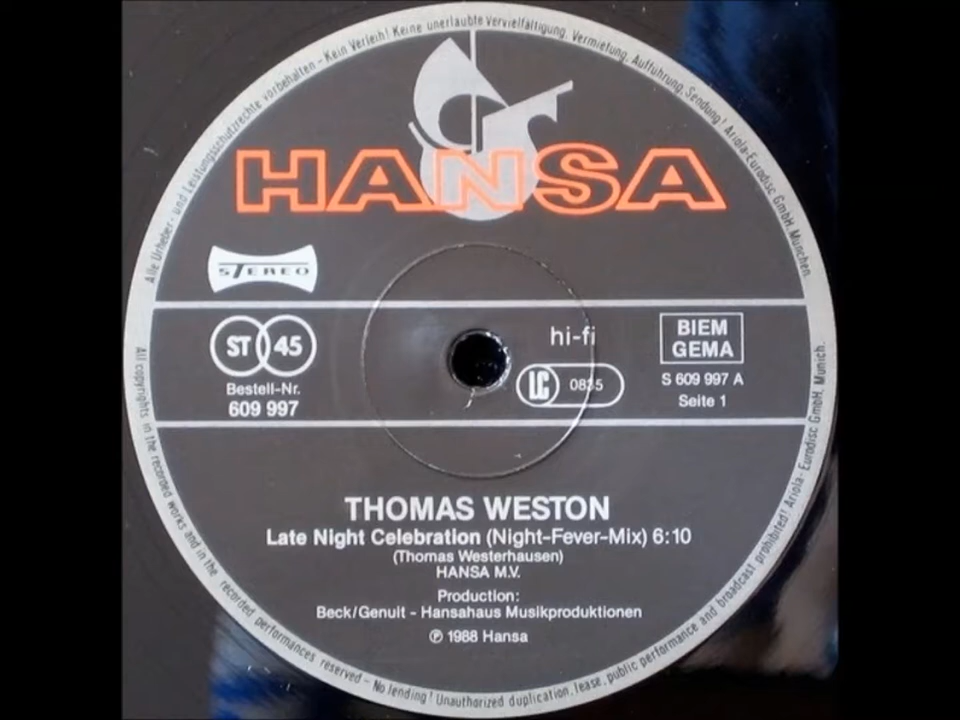 Alle Urheber- und Leistungsschutzrechte vorbehalten - Kein Verleih! Keine unerlaubte Vervielfältigung, Vermietung, Aufführung, Sendung! Ariola-Eurodisc GmbH, München.
HANSA
STEREO
ST 45
Bestell-Nr.
609 997
hi-fi
LC 0835
BIEM
GEMA
S 609 997 A
Seite 1
THOMAS WESTON
Late Night Celebration (Night-Fever-Mix) 6:10
(Thomas Westerhausen)
HANSA M.V.
Production:
Beck/Genuit - Hansahaus Musikproduktionen
℗ 1988 Hansa
All copyrights in the recorded works and in the recorded performances reserved - No lending! Unauthorized duplication, lease, public performance and broadcast prohibited! Ariola-Eurodisc GmbH, Munich.